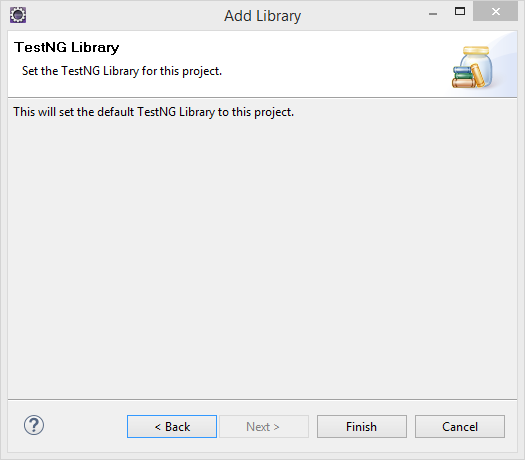 Add Library
TestNG Library
Set the TestNG Library for this project.
This will set the default TestNG Library to this project.
?
< Back
Next >
Finish
Cancel